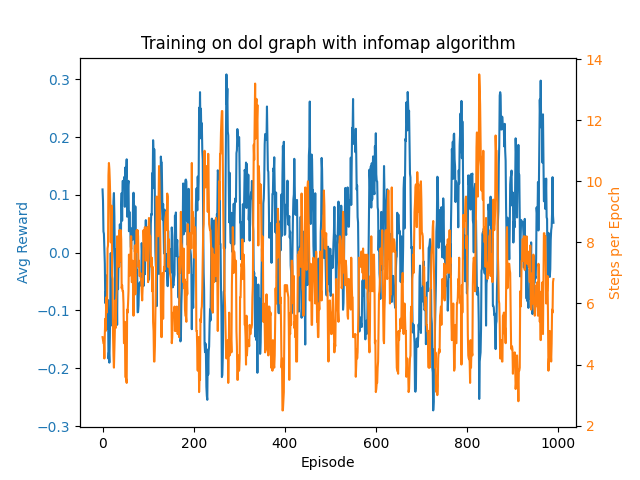 Training on dol graph with infomap algorithm
0.3
0.2
0.1
0.0
−0.1
−0.2
−0.3
Avg Reward
14
12
10
8
6
4
2
Steps per Epoch
0 200 400 600 800 1000
Episode